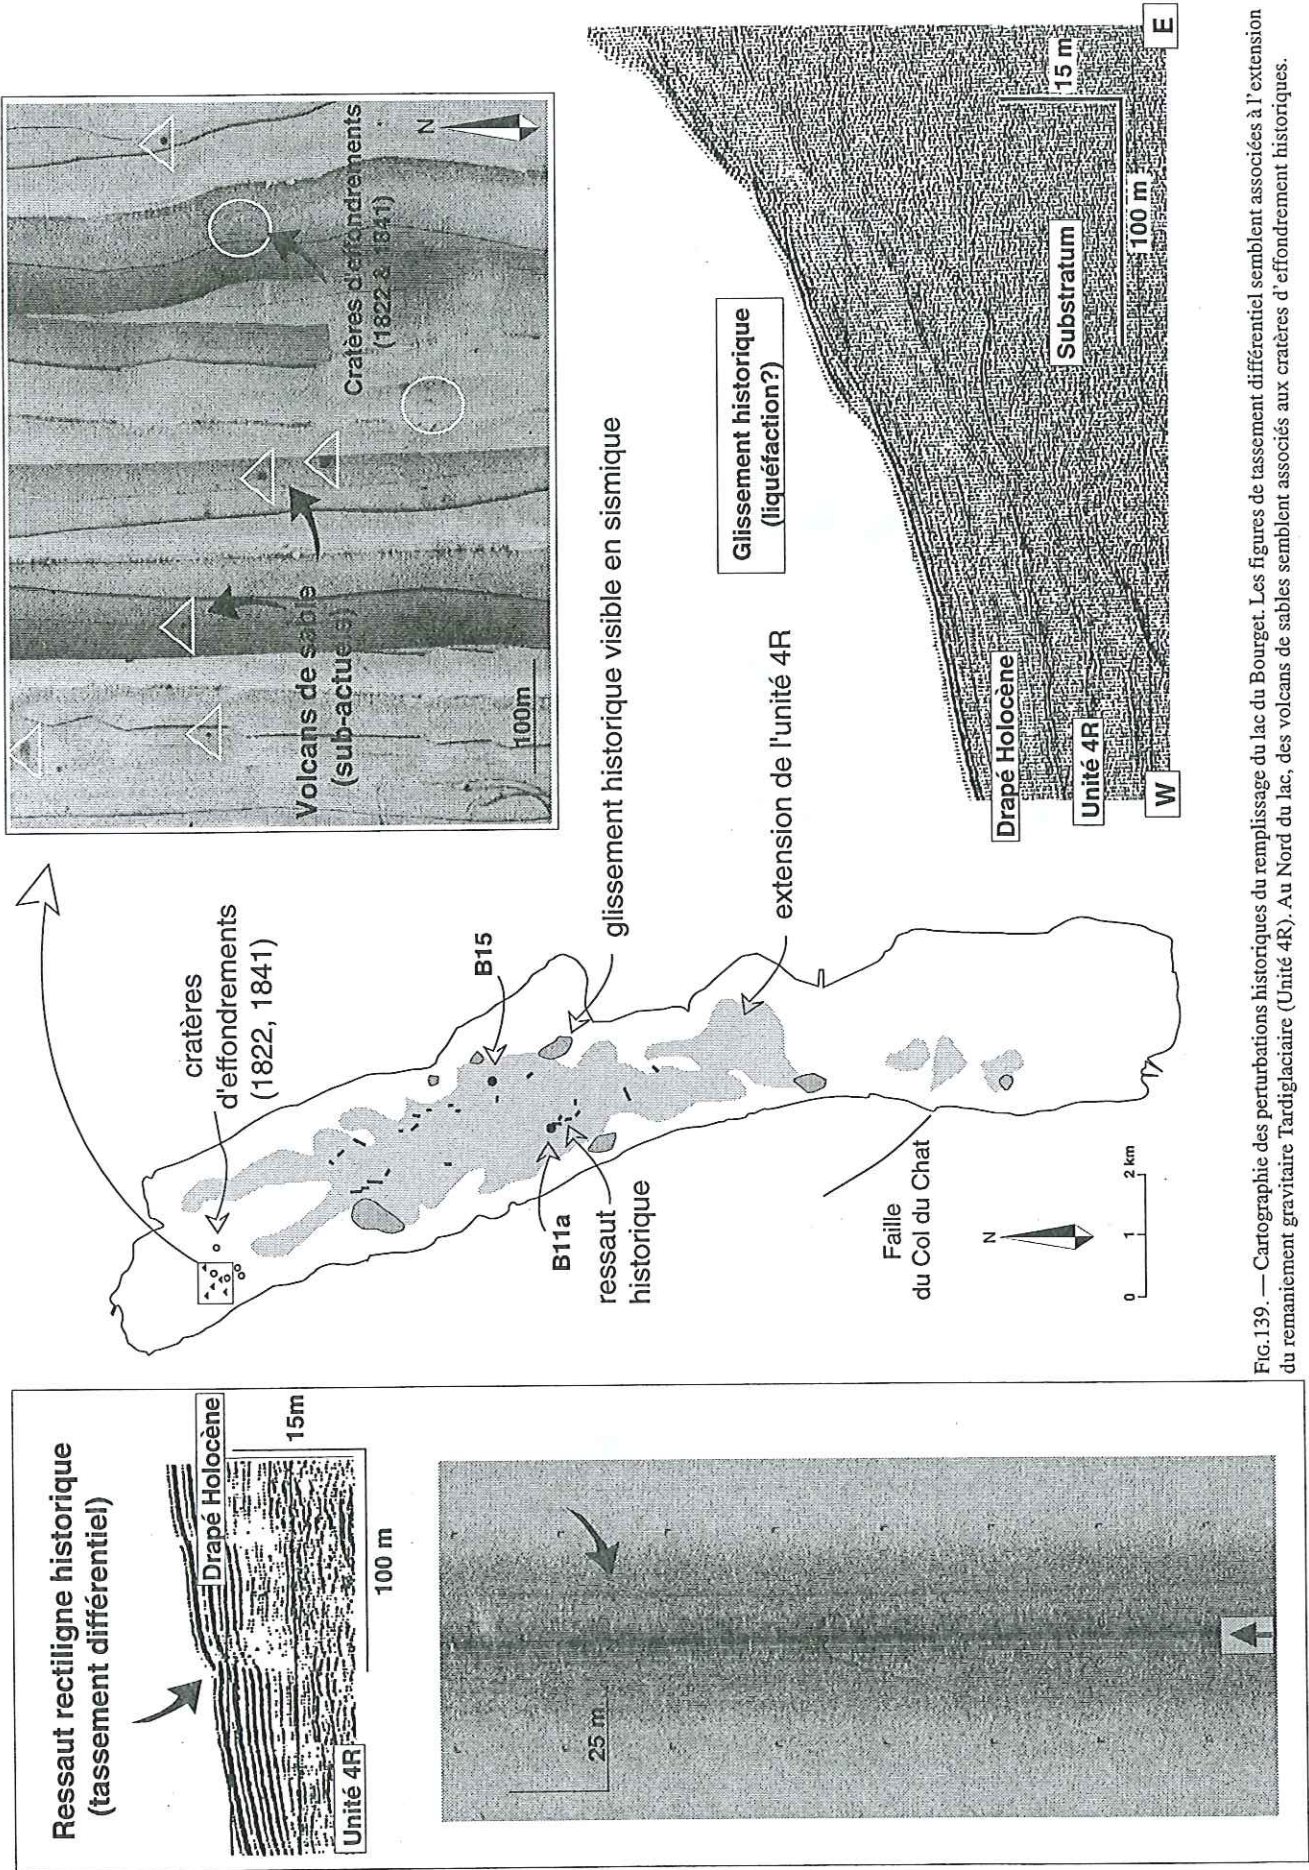 Ressaut rectiligne historique
(tassement différentiel)
Drapé Holocène
15m
Unité 4R
100 m
25 m
cratères
d'effondrements
(1822, 1841)
B15
glissement historique visible en sismique
extension de l'unité 4R
B11a
ressaut
historique
Faille
du Col du Chat
N
0
1
2 km
Volcans de sable
(sub-actuels)
Cratères d'effondrements
(1822 & 1841)
N
100m
Glissement historique
(liquéfaction?)
Drapé Holocène
Unité 4R
Substratum
15 m
100 m
W
E
FIG.139. — Cartographie des perturbations historiques du remplissage du lac du Bourget. Les figures de tassement différentiel semblent associées à l'extension
du remaniement gravitaire Tardiglaciaire (Unité 4R). Au Nord du lac, des volcans de sables semblent associés aux cratères d'effondrement historiques.